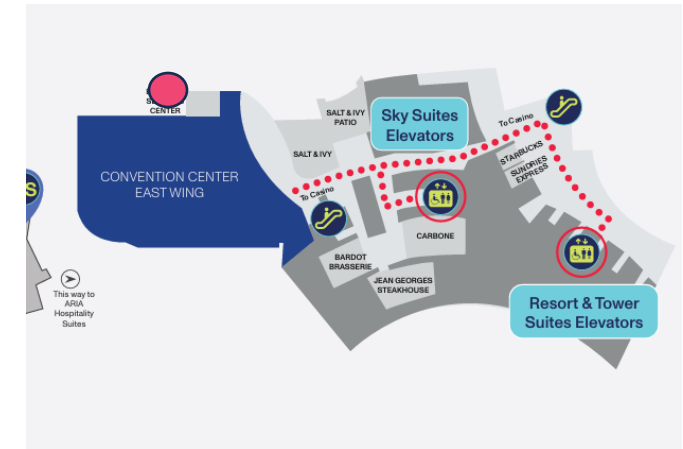 CENTER
SALT & IVY
PATIO
Sky Suites
Elevators
To Casino
STARBUCKS
SUNDRIES
EXPRESS
SALT & IVY
CONVENTION CENTER
EAST WING
To Casino
S
CARBONE
BARDOT
BRASSERIE
JEAN GEORGES
STEAKHOUSE
This way to
ARIA
Hospitality
Suites
Resort & Tower
Suites Elevators